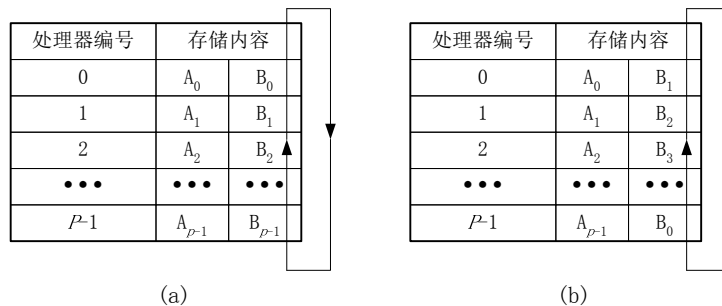 处理器编号 存储内容
0 A0 B0
1 A1 B1
2 A2 B2
••• ••• •••
P-1 Ap-1 Bp-1
(a)
处理器编号 存储内容
0 A0 B1
1 A1 B2
2 A2 B3
••• ••• •••
P-1 Ap-1 B0
(b)